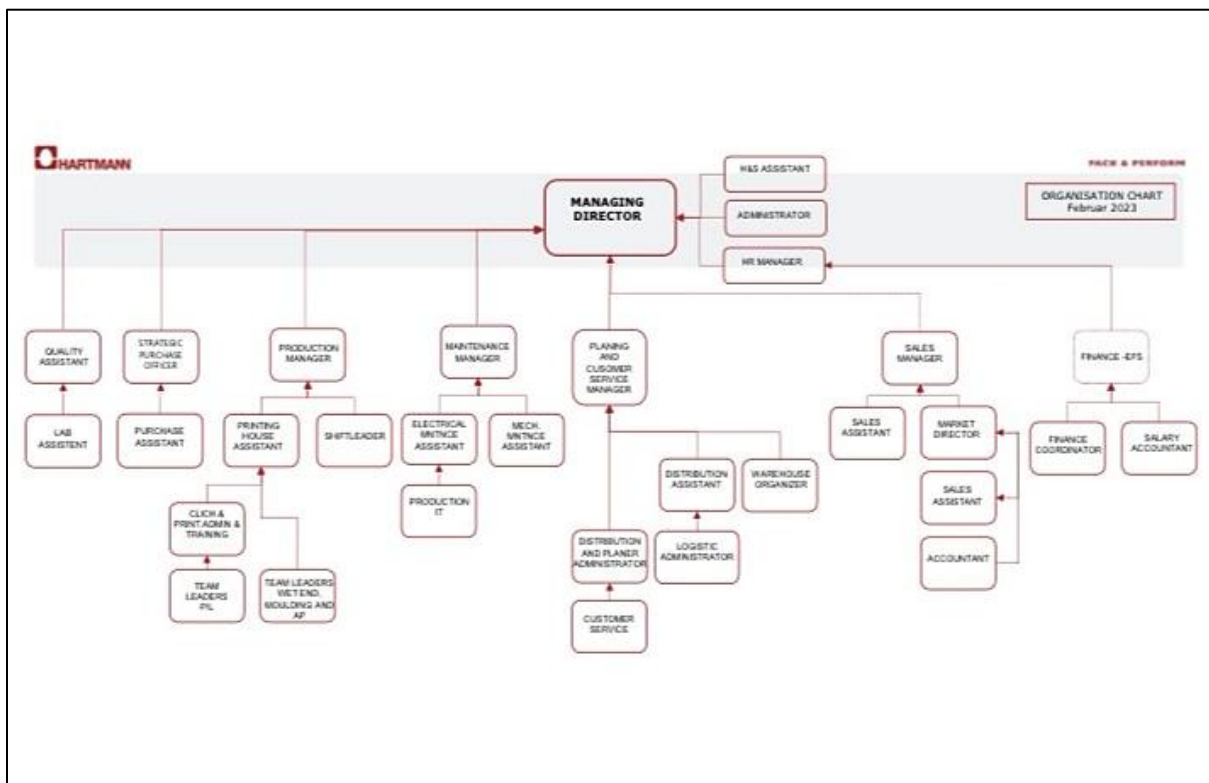 HARTMANN
PACK & PERFORM
ORGANISATION CHART
Februar 2023
MANAGING
DIRECTOR
H&S ASSISTANT
ADMINISTRATOR
HR MANAGER
QUALITY
ASSISTANT
STRATEGIC
PURCHASE
OFFICER
PRODUCTION
MANAGER
MAINTENANCE
MANAGER
PLANING
AND
CUSOMER
SERVICE
MANAGER
SALES
MANAGER
FINANCE -EFS
LAB
ASSISTENT
PURCHASE
ASSISTANT
PRINTING
HOUSE
ASSISTANT
SHIFTLEADER
ELECTRICAL
MNTNCE
ASSISTANT
MECH.
MNTNCE
ASSISTANT
SALES
ASSISTANT
MARKET
DIRECTOR
FINANCE
COORDINATOR
SALARY
ACCOUNTANT
DISTRIBUTION
ASSISTANT
WAREHOUSE
ORGANIZER
PRODUCTION
IT
SALES
ASSISTANT
CLICH &
PRINT ADMIN &
TRAINING
DISTRIBUTION
AND PLANER
ADMINISTRATOR
LOGISTIC
ADMINISTRATOR
ACCOUNTANT
TEAM
LEADERS
P/L
TEAM LEADERS
WET END,
MOULDING AND
AP
CUSTOMER
SERVICE